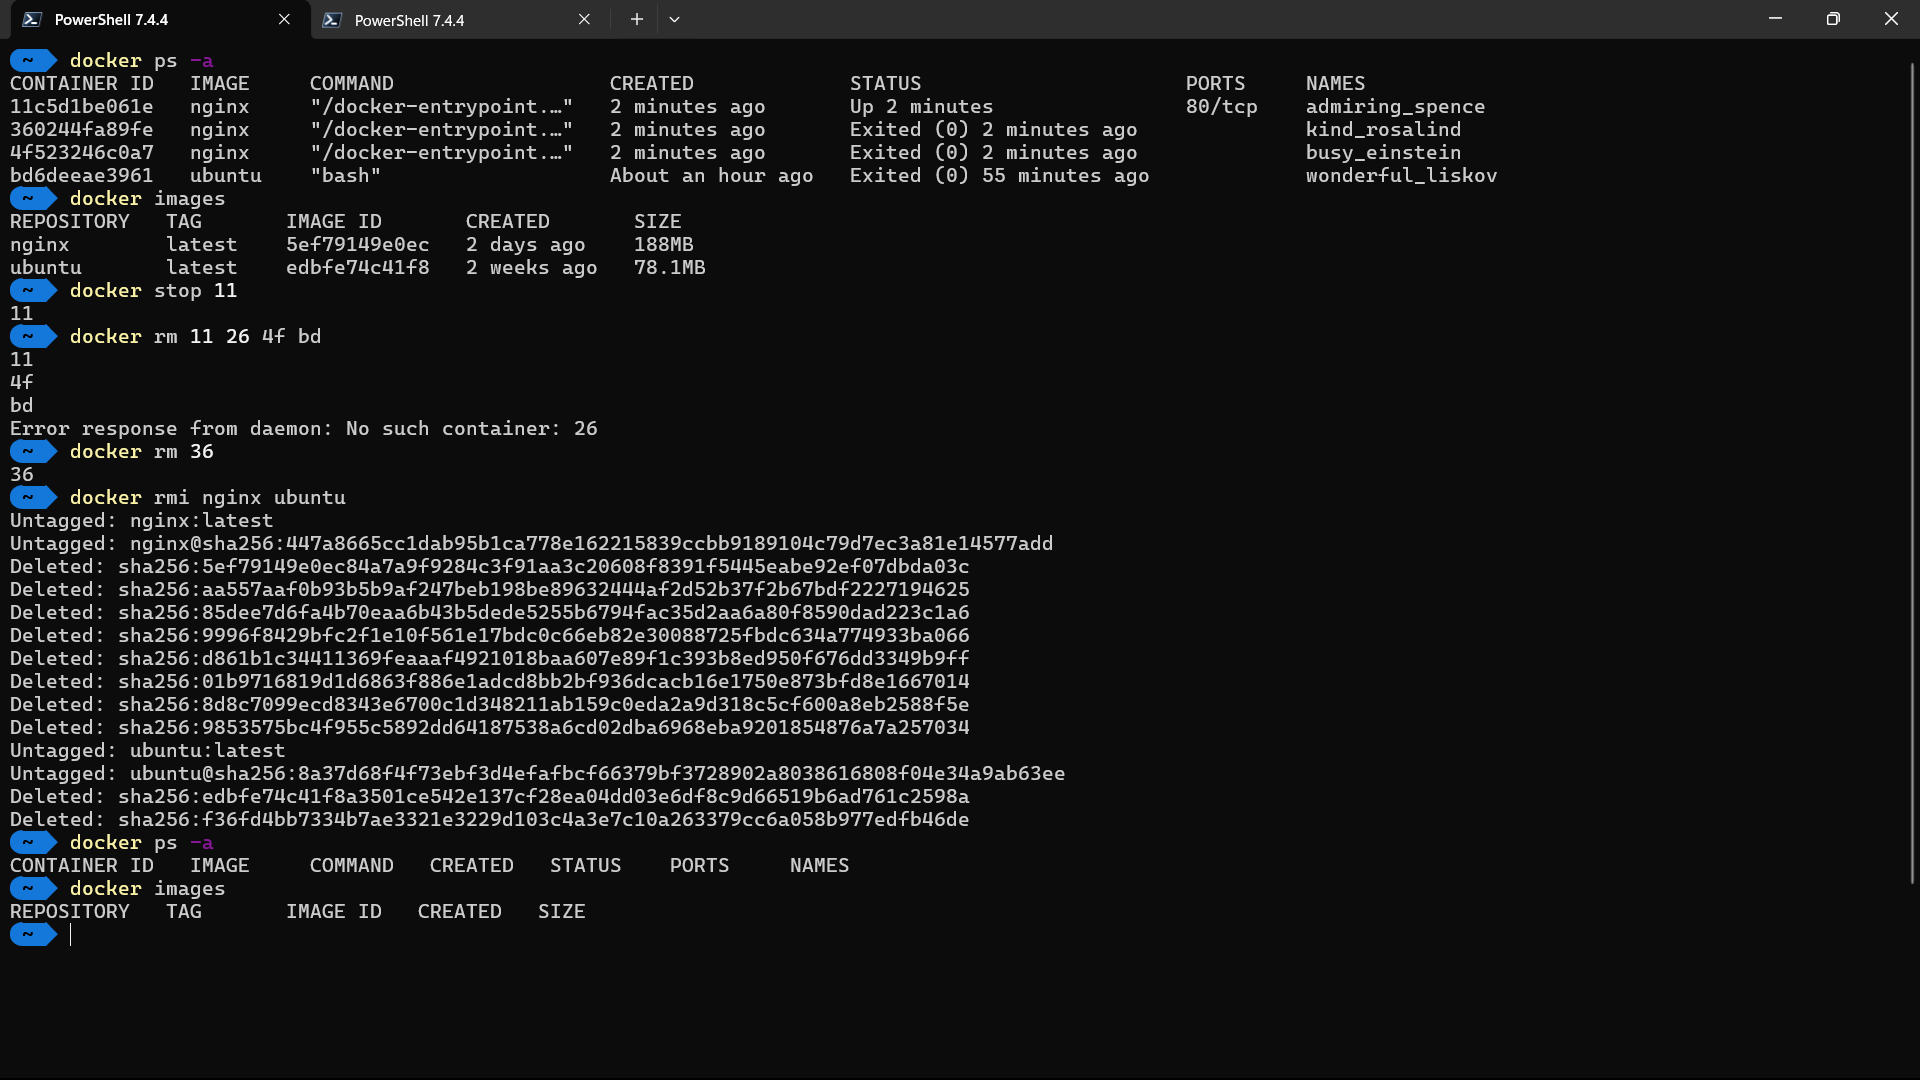 PowerShell 7.4.4
PowerShell 7.4.4
~ docker ps -a
CONTAINER ID   IMAGE     COMMAND                  CREATED             STATUS                      PORTS     NAMES
11c5d1be061e   nginx     "/docker-entrypoint.…"   2 minutes ago       Up 2 minutes                80/tcp    admiring_spence
360244fa89fe   nginx     "/docker-entrypoint.…"   2 minutes ago       Exited (0) 2 minutes ago              kind_rosalind
4f523246c0a7   nginx     "/docker-entrypoint.…"   2 minutes ago       Exited (0) 2 minutes ago              busy_einstein
bd6deeae3961   ubuntu    "bash"                   About an hour ago   Exited (0) 55 minutes ago             wonderful_liskov
~ docker images
REPOSITORY   TAG       IMAGE ID       CREATED       SIZE
nginx        latest    5ef79149e0ec   2 days ago    188MB
ubuntu       latest    edbfe74c41f8   2 weeks ago   78.1MB
~ docker stop 11
11
~ docker rm 11 26 4f bd
11
4f
bd
Error response from daemon: No such container: 26
~ docker rm 36
36
~ docker rmi nginx ubuntu
Untagged: nginx:latest
Untagged: nginx@sha256:447a8665cc1dab95b1ca778e162215839ccbb9189104c79d7ec3a81e14577add
Deleted: sha256:5ef79149e0ec84a7a9f9284c3f91aa3c20608f8391f5445eabe92ef07dbda03c
Deleted: sha256:aa557aaf0b93b5b9af247beb198be89632444af2d52b37f2b67bdf2227194625
Deleted: sha256:85dee7d6fa4b70eaa6b43b5dede5255b6794fac35d2aa6a80f8590dad223c1a6
Deleted: sha256:9996f8429bfc2f1e10f561e17bdc0c66eb82e30088725fbdc634a774933ba066
Deleted: sha256:d861b1c34411369feaaaf4921018baa607e89f1c393b8ed950f676dd3349b9ff
Deleted: sha256:01b9716819d1d6863f886e1adcd8bb2bf936dcacb16e1750e873bfd8e1667014
Deleted: sha256:8d8c7099ecd8343e6700c1d348211ab159c0eda2a9d318c5cf600a8eb2588f5e
Deleted: sha256:9853575bc4f955c5892dd64187538a6cd02dba6968eba9201854876a7a257034
Untagged: ubuntu:latest
Untagged: ubuntu@sha256:8a37d68f4f73ebf3d4efafbcf66379bf3728902a8038616808f04e34a9ab63ee
Deleted: sha256:edbfe74c41f8a3501ce542e137cf28ea04dd03e6df8c9d66519b6ad761c2598a
Deleted: sha256:f36fd4bb7334b7ae3321e3229d103c4a3e7c10a263379cc6a058b977edfb46de
~ docker ps -a
CONTAINER ID   IMAGE     COMMAND   CREATED   STATUS    PORTS     NAMES
~ docker images
REPOSITORY   TAG       IMAGE ID   CREATED   SIZE
~